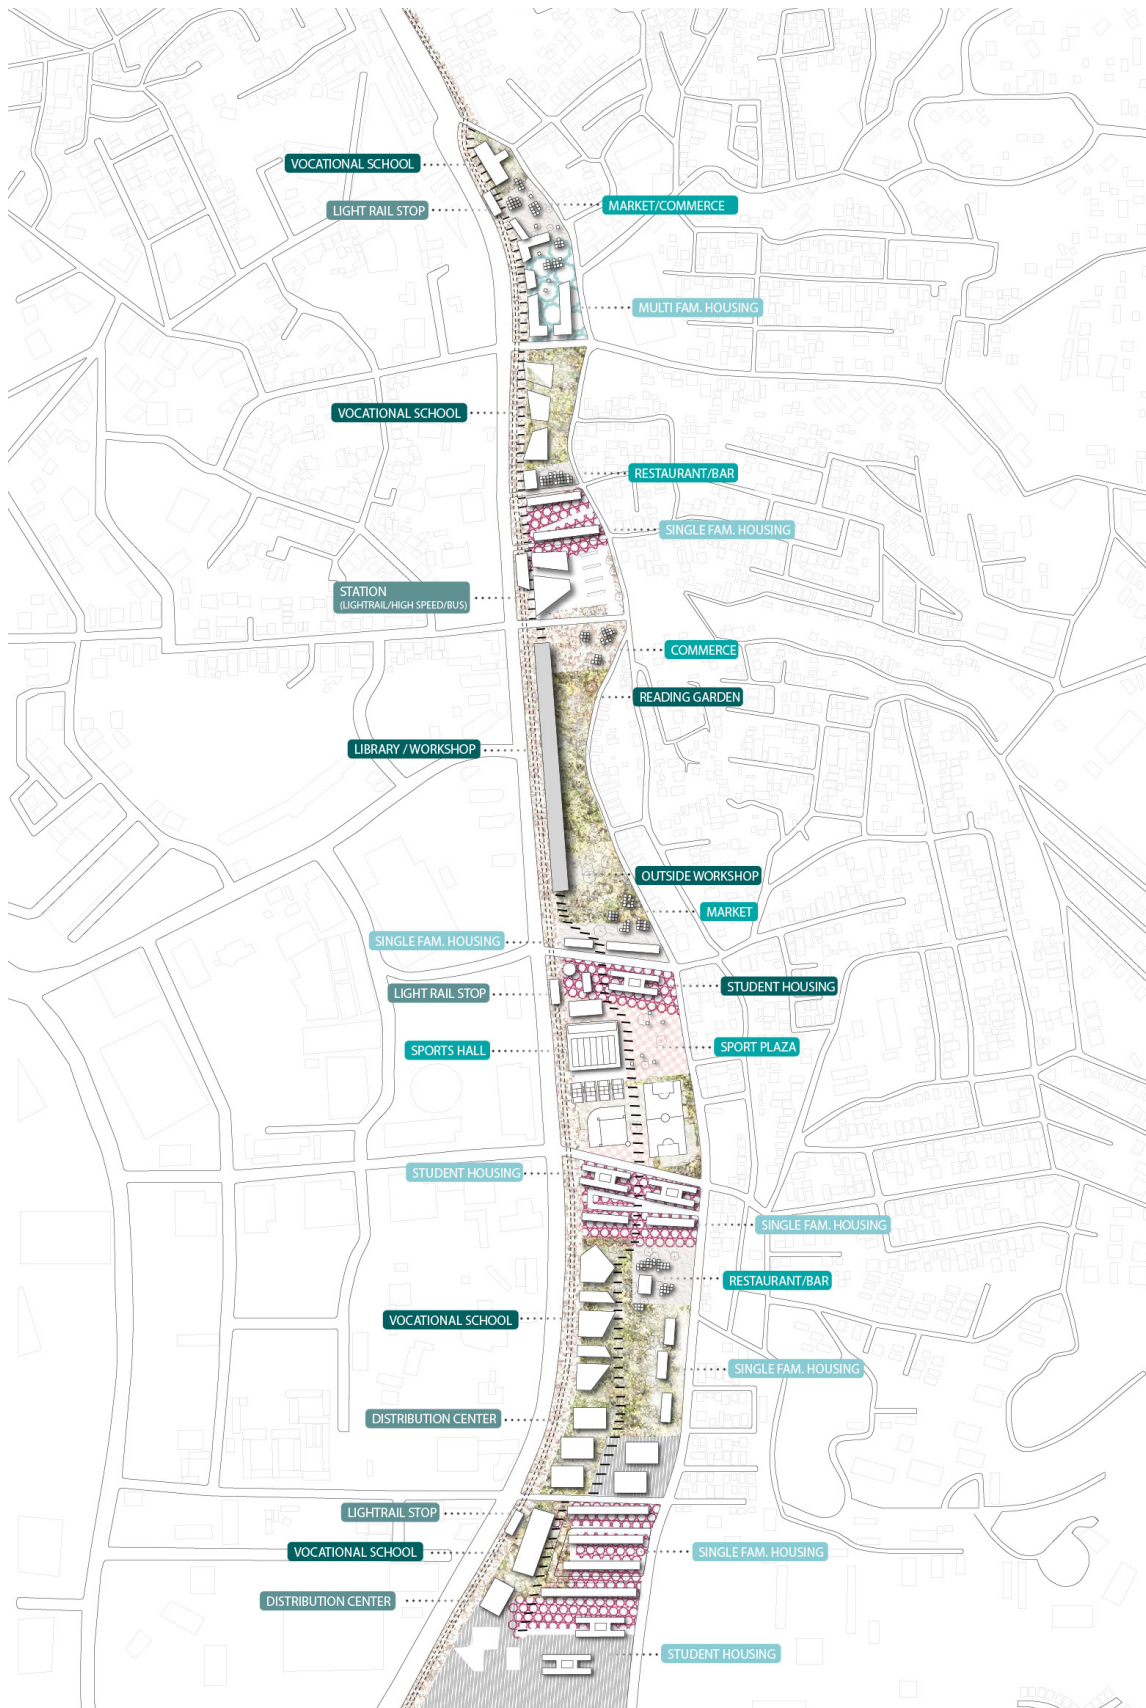 VOCATIONAL SCHOOL
MARKET/COMMERCE
LIGHT RAIL STOP
MULTI FAM. HOUSING
VOCATIONAL SCHOOL
RESTAURANT/BAR
SINGLE FAM. HOUSING
STATION
(LIGHTRAIL/HIGH SPEED/BUS)
COMMERCE
READING GARDEN
LIBRARY / WORKSHOP
OUTSIDE WORKSHOP
MARKET
SINGLE FAM. HOUSING
STUDENT HOUSING
LIGHT RAIL STOP
SPORT PLAZA
SPORTS HALL
STUDENT HOUSING
SINGLE FAM. HOUSING
RESTAURANT/BAR
VOCATIONAL SCHOOL
SINGLE FAM. HOUSING
DISTRIBUTION CENTER
LIGHTRAIL STOP
VOCATIONAL SCHOOL
SINGLE FAM. HOUSING
DISTRIBUTION CENTER
STUDENT HOUSING